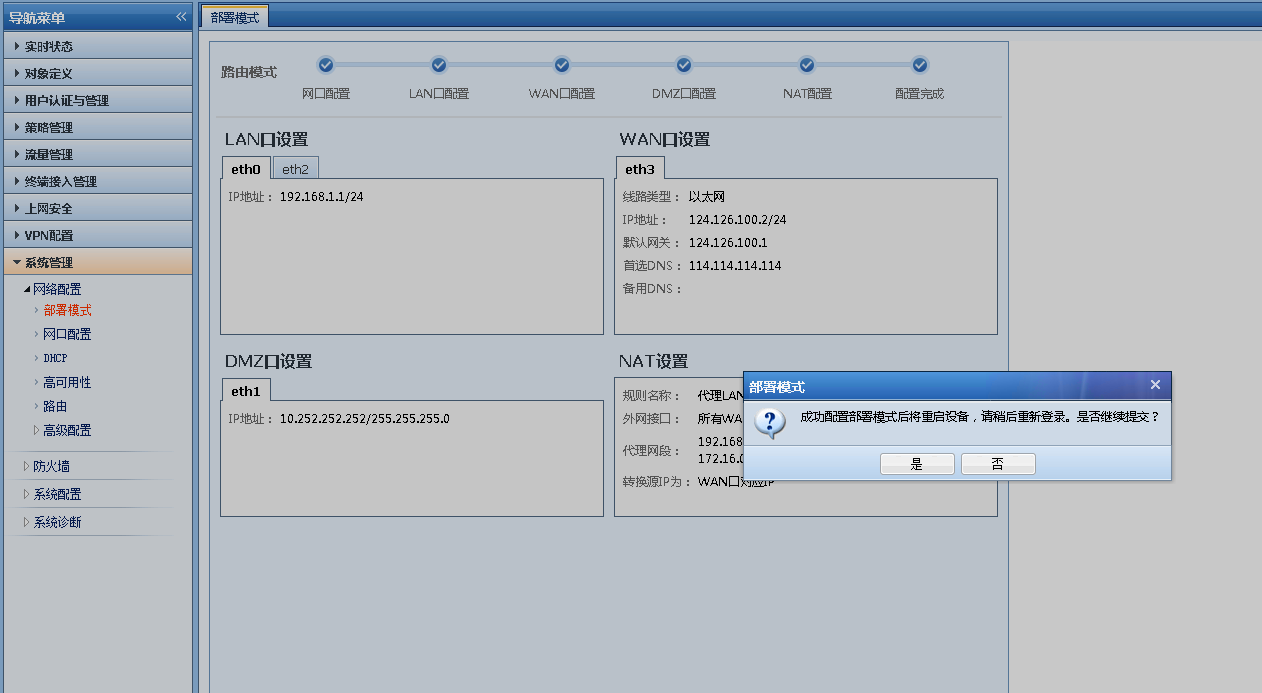 导航菜单
实时状态
对象定义
用户认证与管理
策略管理
流量管理
终端接入管理
上网安全
VPN配置
系统管理
网络配置
部署模式
网口配置
DHCP
高可用性
路由
高级配置
防火墙
系统配置
系统诊断
部署模式
路由模式
网口配置 LAN口配置 WAN口配置 DMZ口配置 NAT配置 配置完成
LAN口设置
eth0 eth2
IP地址： 192.168.1.1/24
WAN口设置
eth3
线路类型： 以太网
IP地址： 124.126.100.2/24
默认网关： 124.126.100.1
首选DNS： 114.114.114.114
备用DNS：
DMZ口设置
eth1
IP地址： 10.252.252.252/255.255.255.0
NAT设置
规则名称： 代理LAN
外网接口： 所有WA
代理网段： 192.168
172.16.0
转换源IP为： WAN口对应IP
部署模式
成功配置部署模式后将重启设备，请稍后重新登录。是否继续提交？
是 否